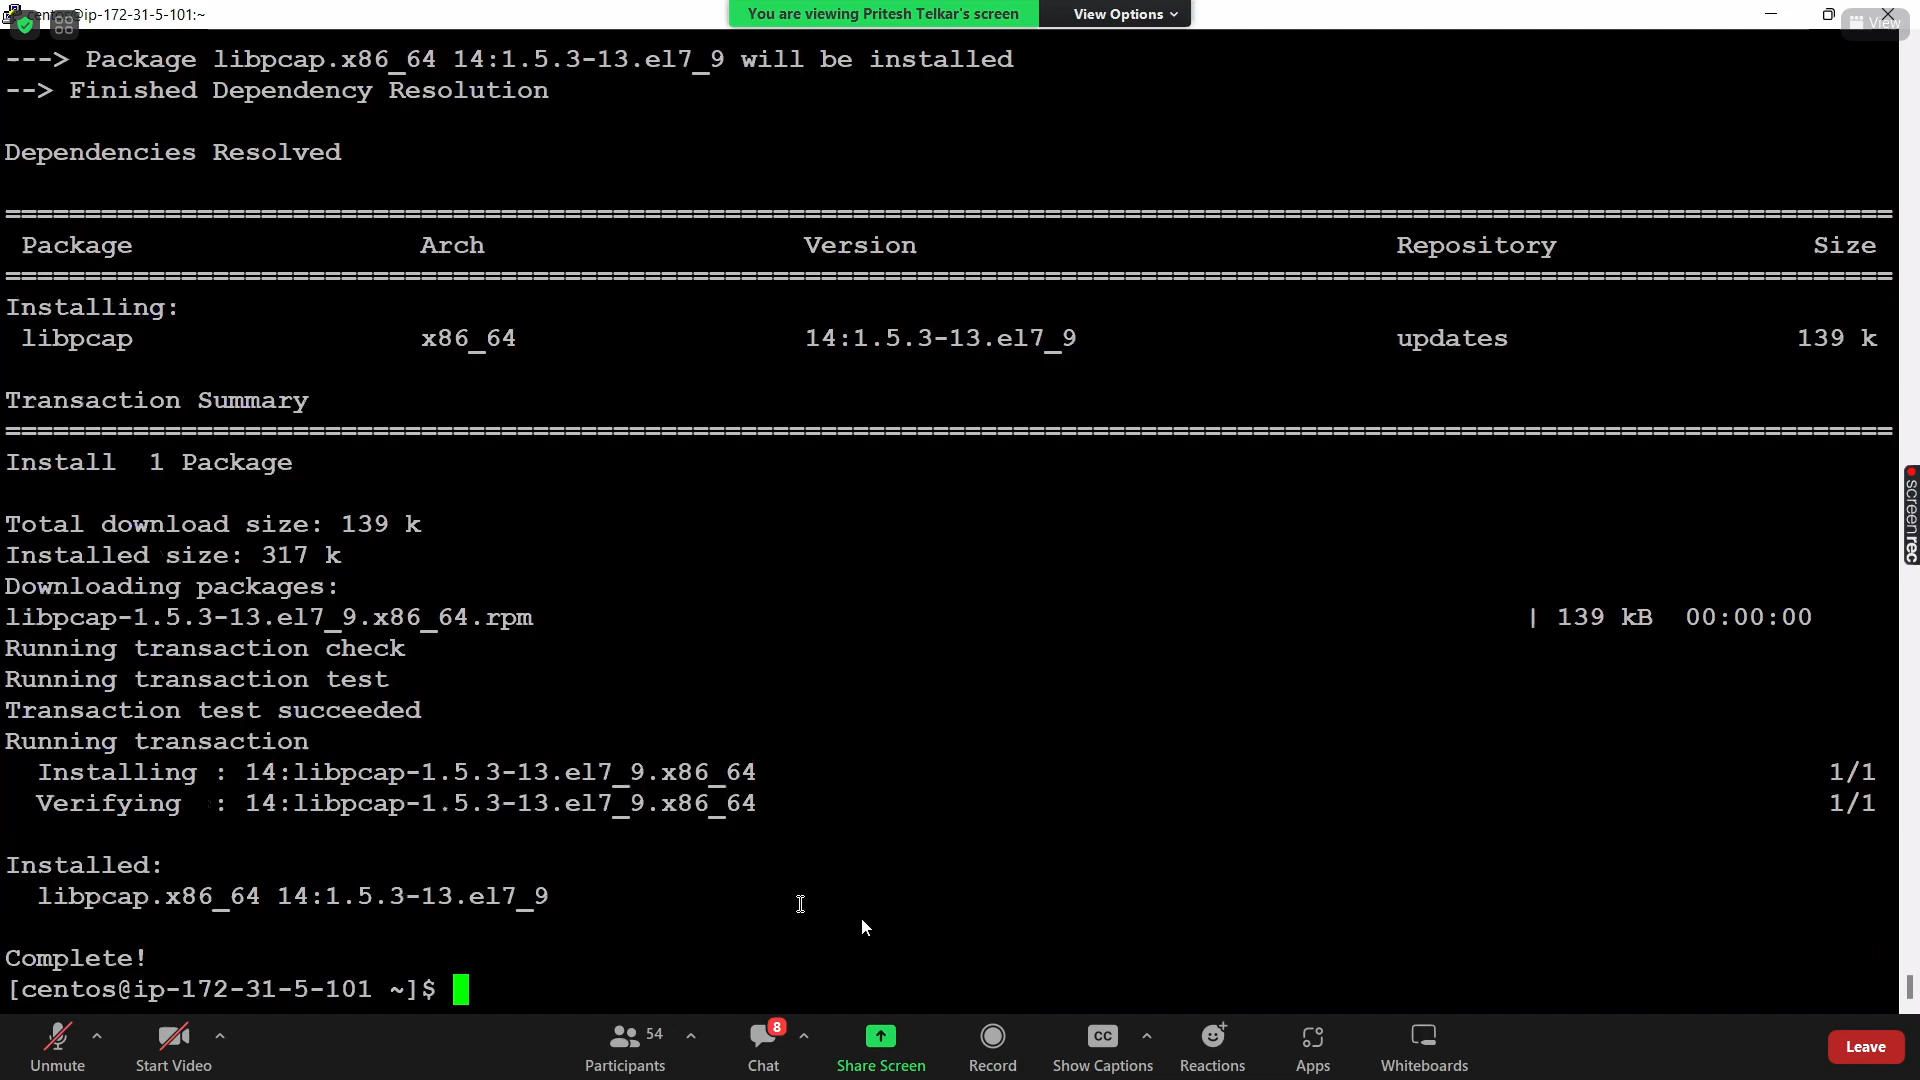 centos@ip-172-31-5-101:~
You are viewing Pritesh Telkar's screen
View Options
View
---> Package libpcap.x86_64 14:1.5.3-13.el7_9 will be installed
--> Finished Dependency Resolution
Dependencies Resolved
================================================================================
Package Arch Version Repository Size
================================================================================
Installing:
libpcap x86_64 14:1.5.3-13.el7_9 updates 139 k
Transaction Summary
================================================================================
Install 1 Package
Total download size: 139 k
Installed size: 317 k
Downloading packages:
libpcap-1.5.3-13.el7_9.x86_64.rpm | 139 kB 00:00:00
Running transaction check
Running transaction test
Transaction test succeeded
Running transaction
Installing : 14:libpcap-1.5.3-13.el7_9.x86_64 1/1
Verifying : 14:libpcap-1.5.3-13.el7_9.x86_64 1/1
Installed:
libpcap.x86_64 14:1.5.3-13.el7_9
Complete!
[centos@ip-172-31-5-101 ~]$
screenrec
54
8
CC
Unmute
Start Video
Participants
Chat
Share Screen
Record
Show Captions
Reactions
Apps
Whiteboards
Leave